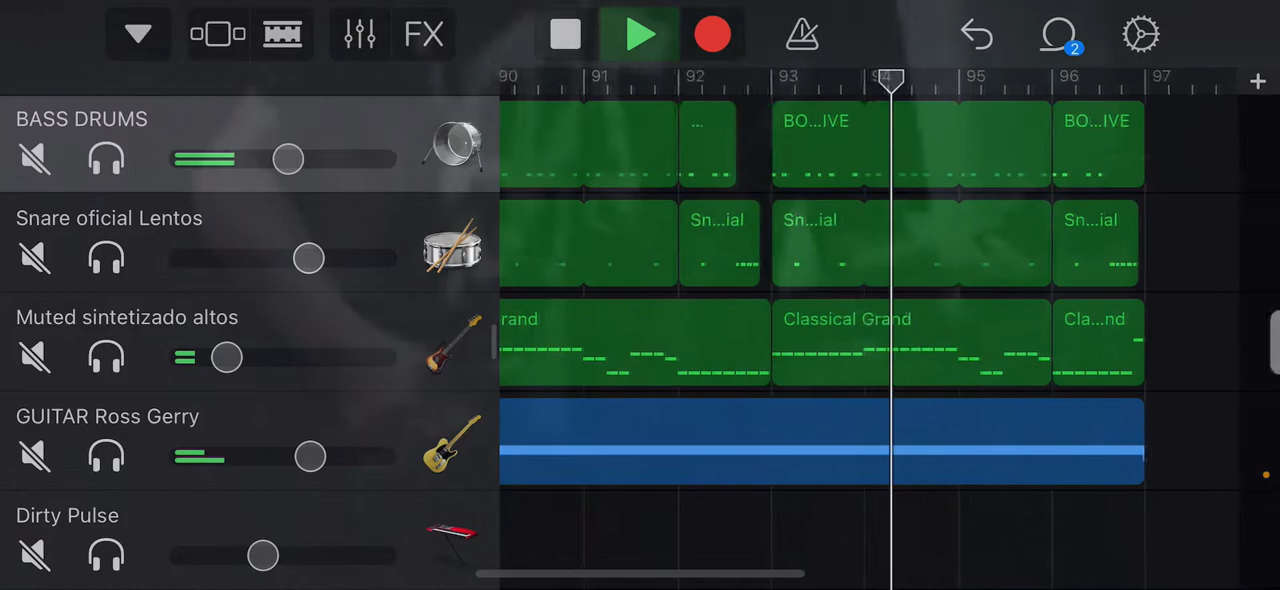 FX
2
90 91 92 93 94 95 96 97
BASS DRUMS
... BO...IVE BO...IVE
Snare oficial Lentos
Sn...ial Sn...ial Sn...ial
Muted sintetizado altos
rand Classical Grand Cla...nd
GUITAR Ross Gerry
Dirty Pulse